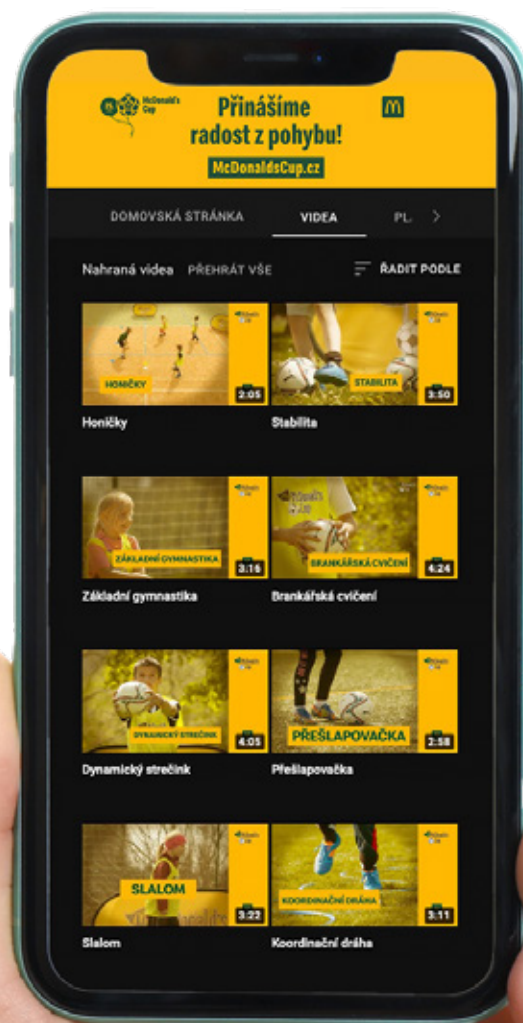 McDonald's
Cup
Přinášíme
radost z pohybu!
McDonaldsCup.cz
DOMOVSKÁ STRÁNKA VIDEA PL
Nahraná videa PŘEHRÁT VŠE ŘADIT PODLE
HONIČKY 2:05
STABILITA 3:50
Honičky Stabilita
ZÁKLADNÍ GYMNASTIKA 3:16
BRANKÁŘSKÁ CVIČENÍ 4:24
Základní gymnastika Brankářská cvičení
DYNAMICKÝ STREČINK 4:05
PŘEŠLAPOVAČKA 2:58
Dynamický strečink Přešlapovačka
SLALOM 3:22
KOORDINAČNÍ DRÁHA 3:11
Slalom Koordinační dráha